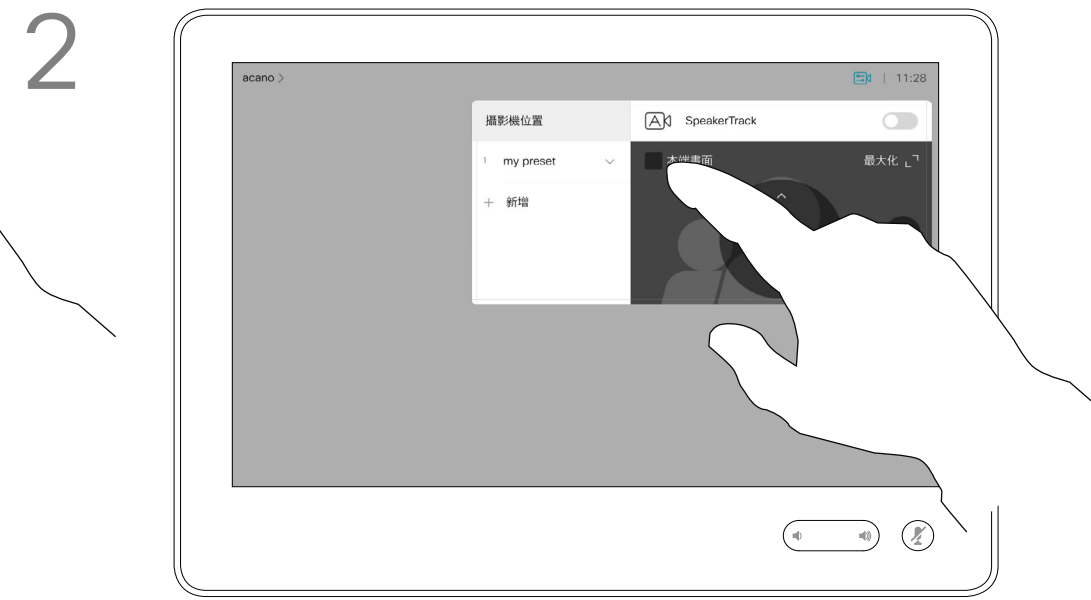 2
acano >
11:28
攝影機位置
SpeakerTrack
1 my preset
本端畫面
最大化
+ 新增